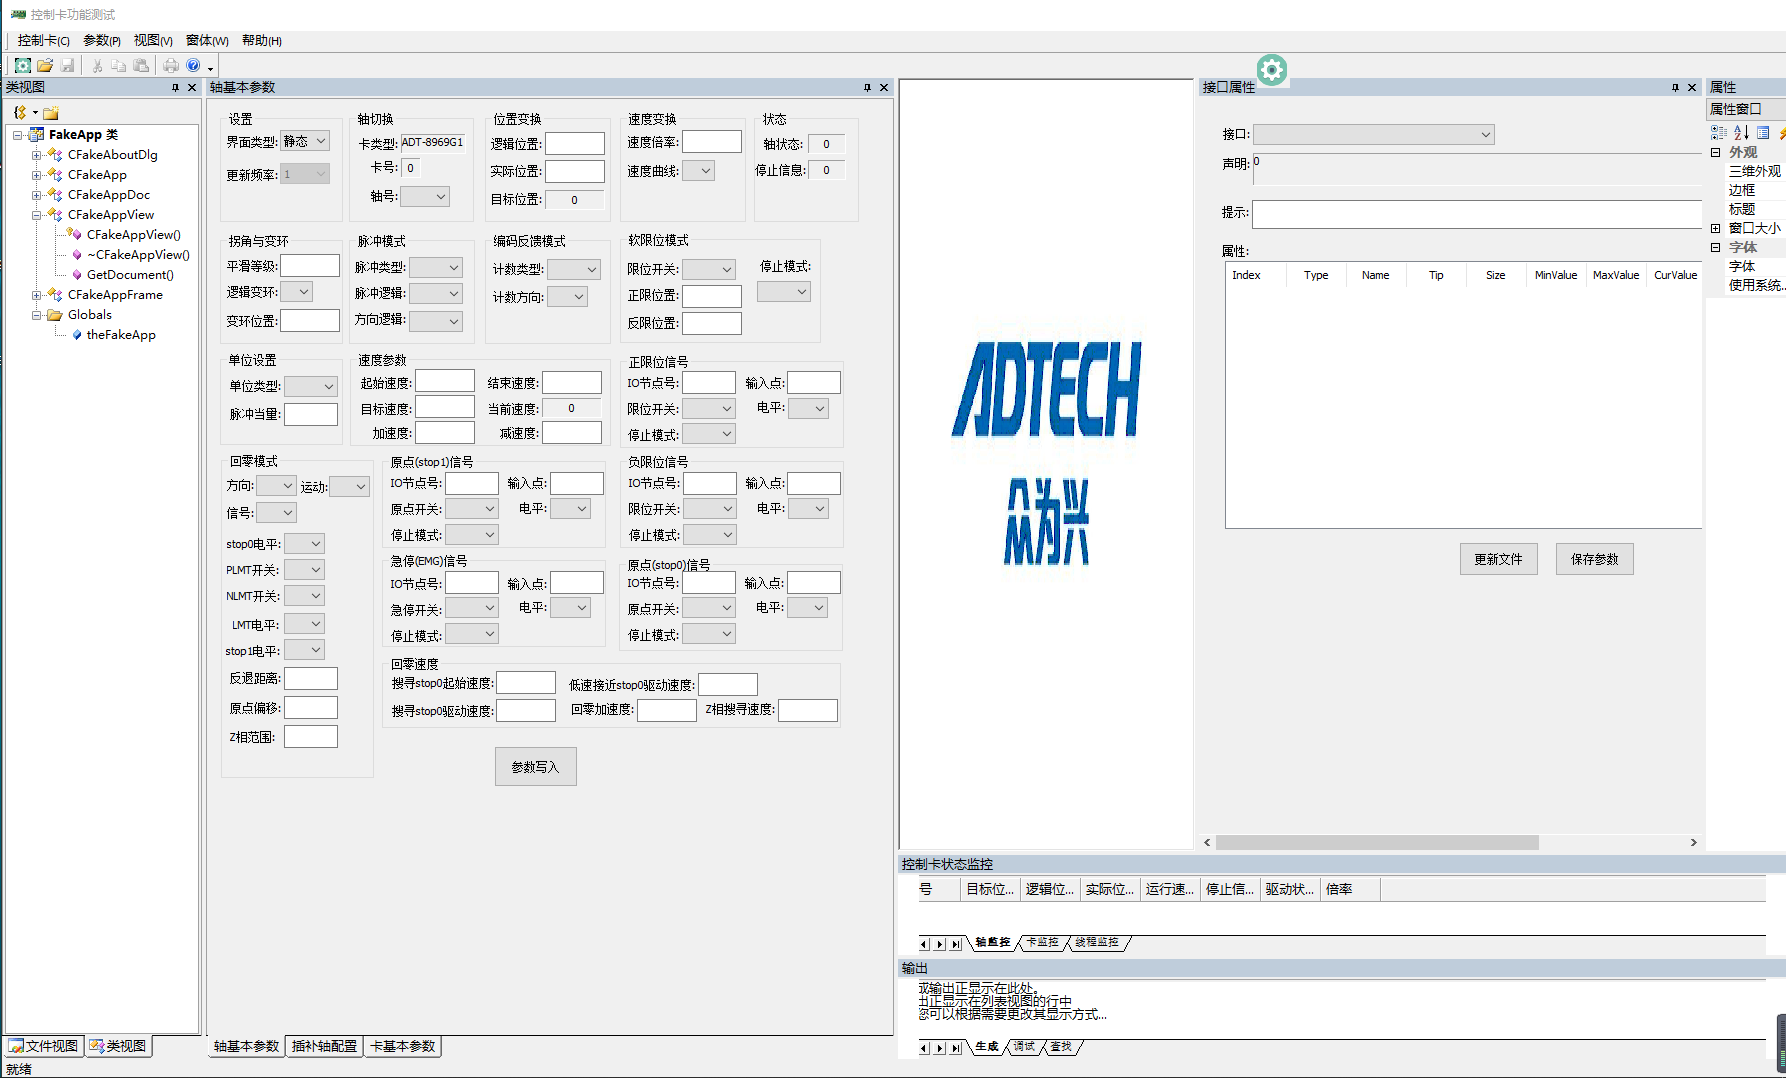 控制卡功能测试
控制卡(C) 参数(P) 视图(V) 窗体(W) 帮助(H)
类视图
FakeApp 类
CFakeAboutDlg
CFakeApp
CFakeAppDoc
CFakeAppView
CFakeAppView()
~CFakeAppView()
GetDocument()
CFakeAppFrame
Globals
theFakeApp
文件视图 类视图
就绪
轴基本参数
设置
界面类型: 静态
更新频率: 1
轴切换
卡类型: ADT-8969G1
卡号: 0
轴号:
位置变换
逻辑位置:
实际位置:
目标位置: 0
速度变换
速度倍率:
速度曲线:
状态
轴状态: 0
停止信息: 0
拐角与变环
平滑等级:
逻辑变环:
变环位置:
脉冲模式
脉冲类型:
脉冲逻辑:
方向逻辑:
编码反馈模式
计数类型:
计数方向:
软限位模式
限位开关: 停止模式:
正限位置:
反限位置:
单位设置
单位类型:
脉冲当量:
速度参数
起始速度: 结束速度:
目标速度: 当前速度: 0
加速度: 减速度:
正限位信号
IO节点号: 输入点:
限位开关: 电平:
停止模式:
回零模式
方向: 运动:
信号:
stop0电平:
PLMT开关:
NLMT开关:
LMT电平:
stop1电平:
反退距离:
原点偏移:
Z相范围:
原点(stop1)信号
IO节点号: 输入点:
原点开关: 电平:
停止模式:
负限位信号
IO节点号: 输入点:
限位开关: 电平:
停止模式:
急停(EMG)信号
IO节点号: 输入点:
急停开关: 电平:
停止模式:
原点(stop0)信号
IO节点号: 输入点:
原点开关: 电平:
停止模式:
回零速度
搜寻stop0起始速度: 低速接近stop0驱动速度:
搜寻stop0驱动速度: 回零加速度: Z相搜寻速度:
参数写入
轴基本参数 插补轴配置 卡基本参数
ADTECH
众为兴
接口属性
接口:
声明: 0
提示:
属性:
Index Type Name Tip Size MinValue MaxValue CurValue
更新文件 保存参数
属性
属性窗口
外观
三维外观
边框
标题
窗口大小
字体
字体
使用系统...
控制卡状态监控
号 目标位... 逻辑位... 实际位... 运行速... 停止信... 驱动状... 倍率
轴监控 卡监控 线程监控
输出
或输出正显示在此处。
出正显示在列表视图的行中
您可以根据需要更改其显示方式...
生成 调试 查找